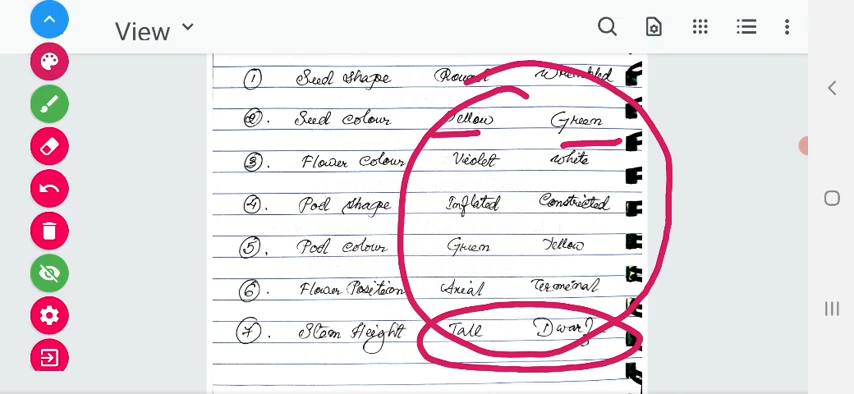 View
① Seed shape Rough Wrinkled
②. Seed colour Yellow Green
③. Flower colour Violet white
④. Pod shape Inflated Constricted
⑤. Pod colour Green Yellow
⑥. Flower Position Axial Terminal
⑦. Stem Height Tall Dwarf